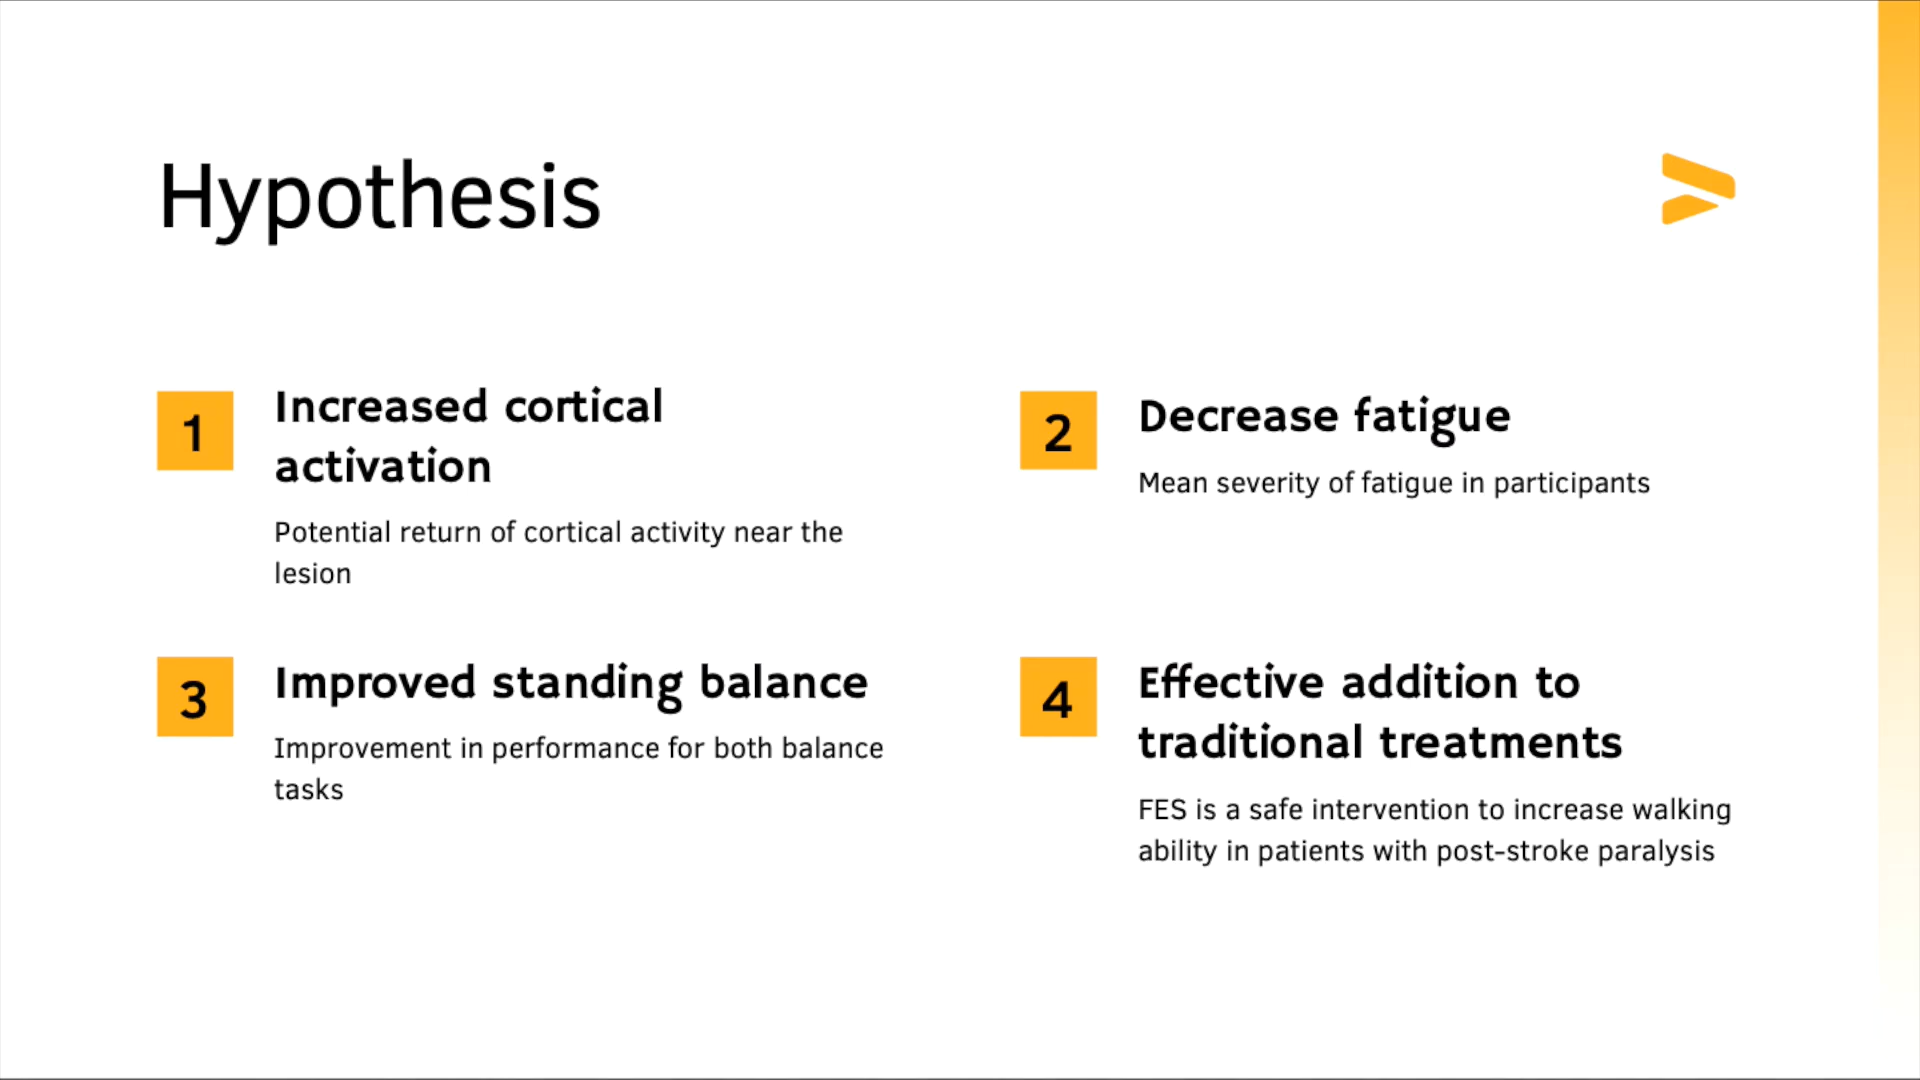 Hypothesis
1
Increased cortical
activation
Potential return of cortical activity near the
lesion
2
Decrease fatigue
Mean severity of fatigue in participants
3
Improved standing balance
Improvement in performance for both balance
tasks
4
Effective addition to
traditional treatments
FES is a safe intervention to increase walking
ability in patients with post-stroke paralysis